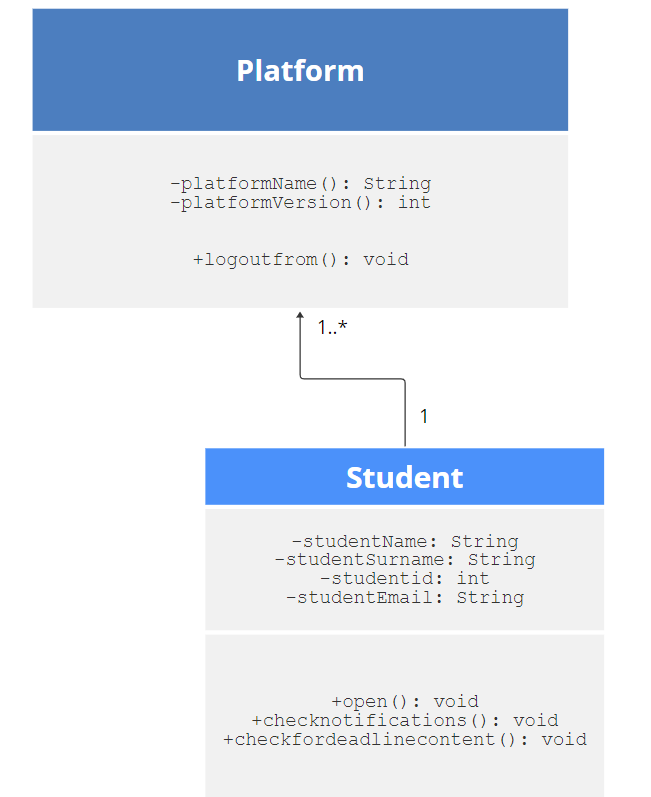 Platform
-platformName(): String
-platformVersion(): int
+logoutfrom(): void
1..*
1
Student
-studentName: String
-studentSurname: String
-studentid: int
-studentEmail: String
+open(): void
+checknotifications(): void
+checkfordeadlinecontent(): void